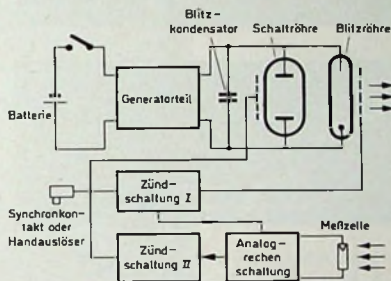 Blitz-
kondensator
Schaltröhre
Blitzröhre
Batterie
Generatorteil
Zünd-
schaltung I
Synchronkon-
takt oder
Handauslöser
Zünd-
schaltung II
Analog-
rechen
schaltung
Meßzelle